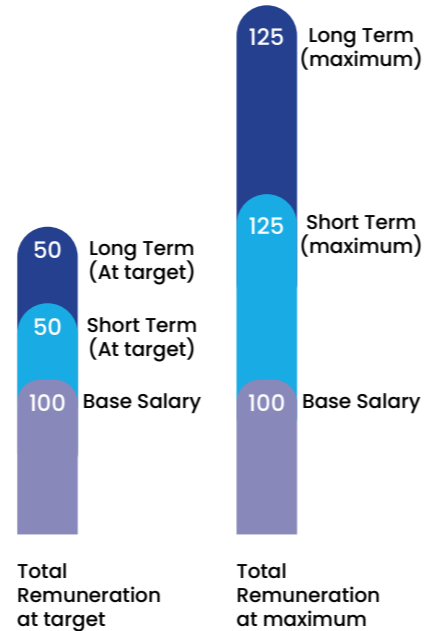 125
Long Term
(maximum)
125
Short Term
(maximum)
50
Long Term
(At target)
50
Short Term
(At target)
100
Base Salary
100
Base Salary
Total
Remuneration
at target
Total
Remuneration
at maximum